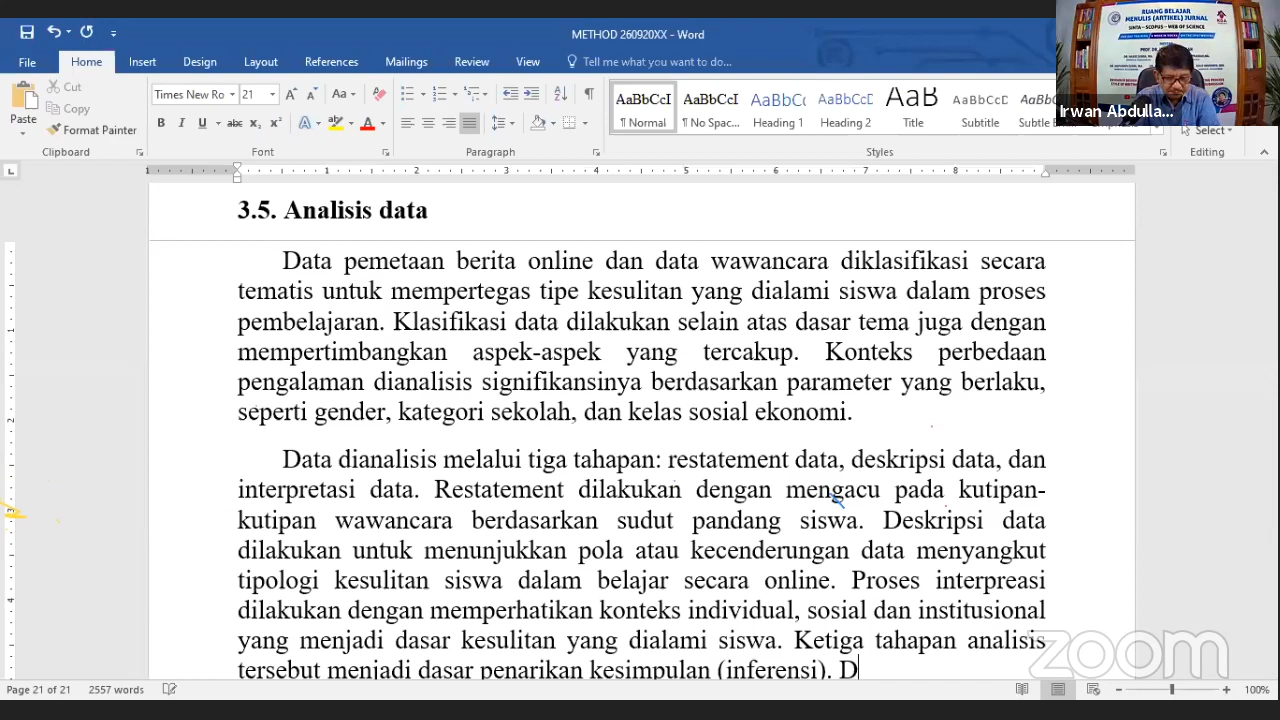 METHOD 260920XX - Word
File Home Insert Design Layout References Mailings Review View Tell me what you want to do...
Paste
Cut
Copy
Format Painter
Clipboard
Times New Ro 21
Font
Paragraph
AaBbCcI AaBbCcI AaBbC AaBbCcD AaB AaBbCcD
¶ Normal ¶ No Spac... Heading 1 Heading 2 Title Subtitle
Styles
Select
Editing
RUANG BELAJAR
MENULIS (ARTIKEL) JURNAL
SINTA - SCOPUS - WEB OF SCIENCE
Irwan Abdulla...
3.5. Analisis data
Data pemetaan berita online dan data wawancara diklasifikasi secara
tematis untuk mempertegas tipe kesulitan yang dialami siswa dalam proses
pembelajaran. Klasifikasi data dilakukan selain atas dasar tema juga dengan
mempertimbangkan aspek-aspek yang tercakup. Konteks perbedaan
pengalaman dianalisis signifikansinya berdasarkan parameter yang berlaku,
seperti gender, kategori sekolah, dan kelas sosial ekonomi.
Data dianalisis melalui tiga tahapan: restatement data, deskripsi data, dan
interpretasi data. Restatement dilakukan dengan mengacu pada kutipan-
kutipan wawancara berdasarkan sudut pandang siswa. Deskripsi data
dilakukan untuk menunjukkan pola atau kecenderungan data menyangkut
tipologi kesulitan siswa dalam belajar secara online. Proses interpreasi
dilakukan dengan memperhatikan konteks individual, sosial dan institusional
yang menjadi dasar kesulitan yang dialami siswa. Ketiga tahapan analisis
tersebut menjadi dasar penarikan kesimpulan (inferensi). D
zoom
Page 21 of 21 2557 words
100%